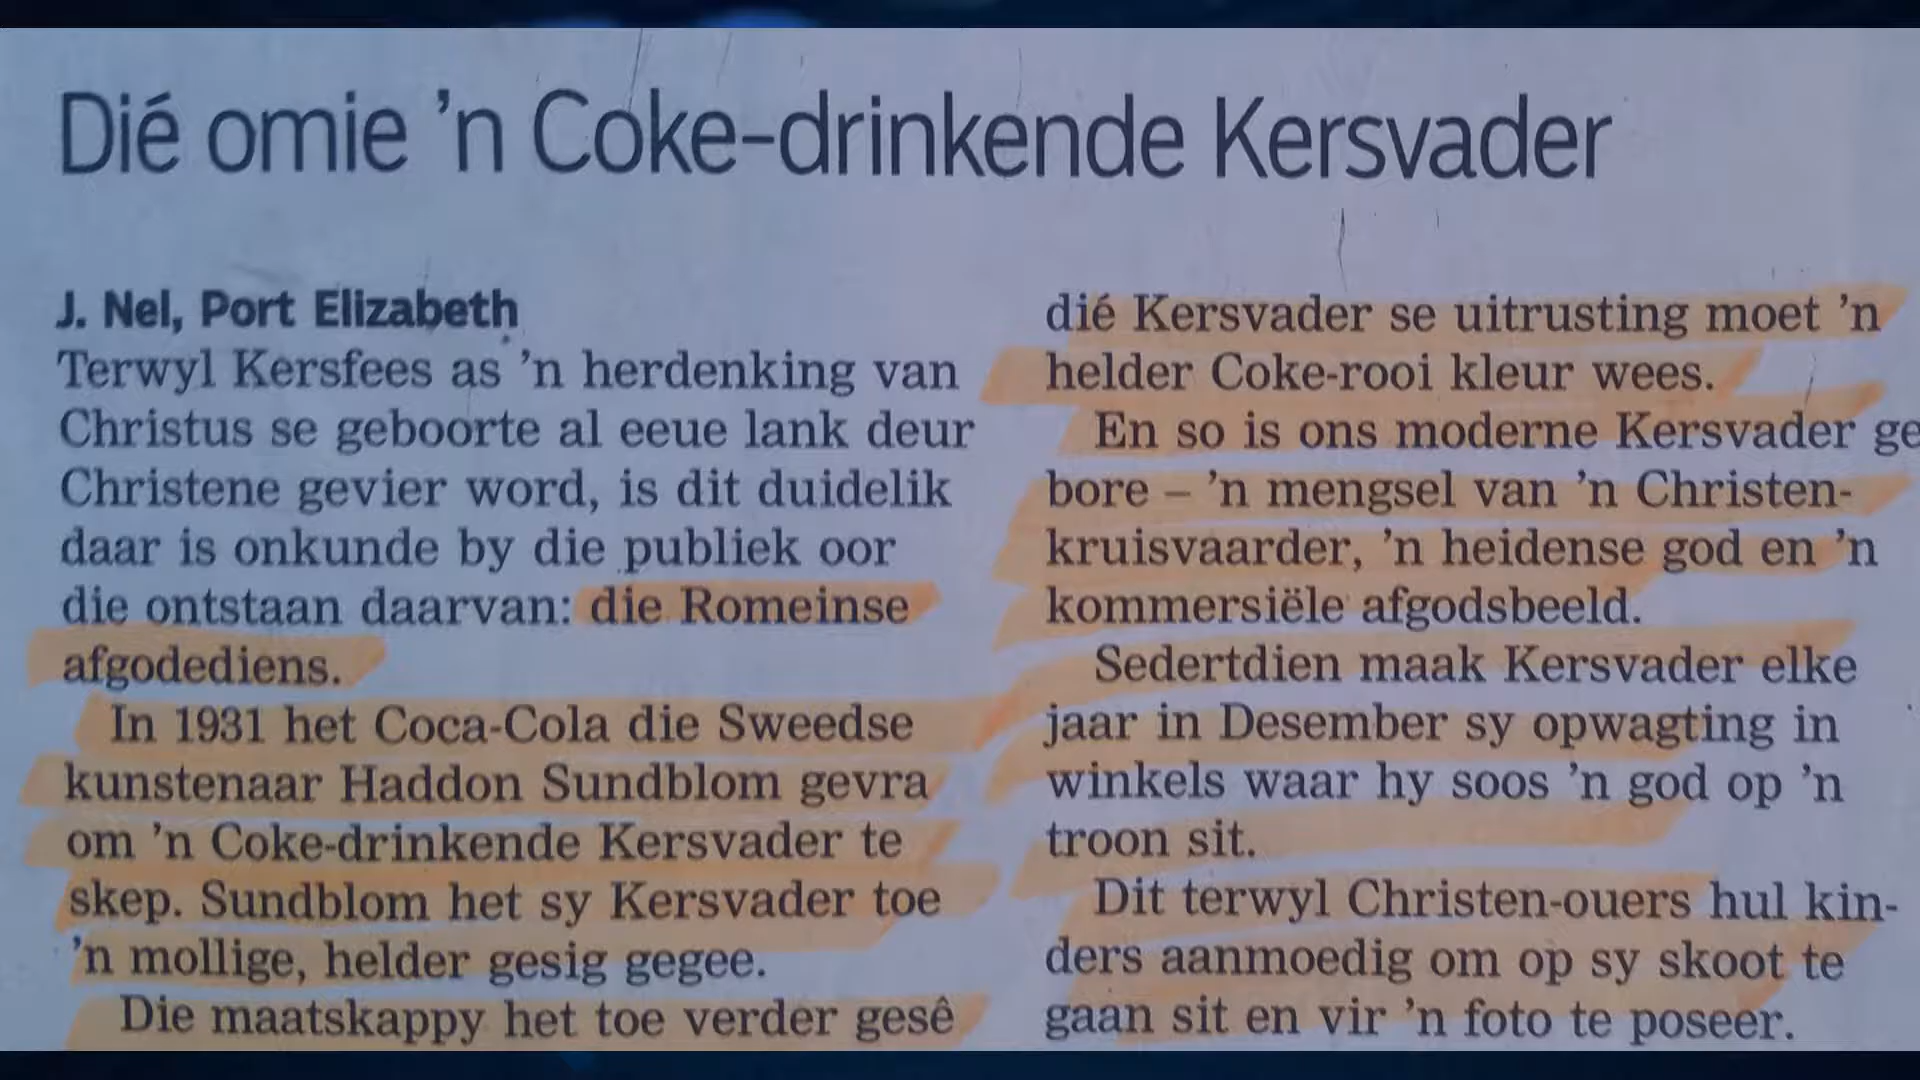 Dié omie 'n Coke-drinkende Kersvader
J. Nel, Port Elizabeth
Terwyl Kersfees as 'n herdenking van
Christus se geboorte al eeue lank deur
Christene gevier word, is dit duidelik
daar is onkunde by die publiek oor
die ontstaan daarvan: die Romeinse
afgodediens.
In 1931 het Coca-Cola die Sweedse
kunstenaar Haddon Sundblom gevra
om 'n Coke-drinkende Kersvader te
skep. Sundblom het sy Kersvader toe
'n mollige, helder gesig gegee.
Die maatskappy het toe verder gesê
dié Kersvader se uitrusting moet 'n
helder Coke-rooi kleur wees.
En so is ons moderne Kersvader ge
bore – 'n mengsel van 'n Christen-
kruisvaarder, 'n heidense god en 'n
kommersiële afgodsbeeld.
Sedertdien maak Kersvader elke
jaar in Desember sy opwagting in
winkels waar hy soos 'n god op 'n
troon sit.
Dit terwyl Christen-ouers hul kin-
ders aanmoedig om op sy skoot te
gaan sit en vir 'n foto te poseer.